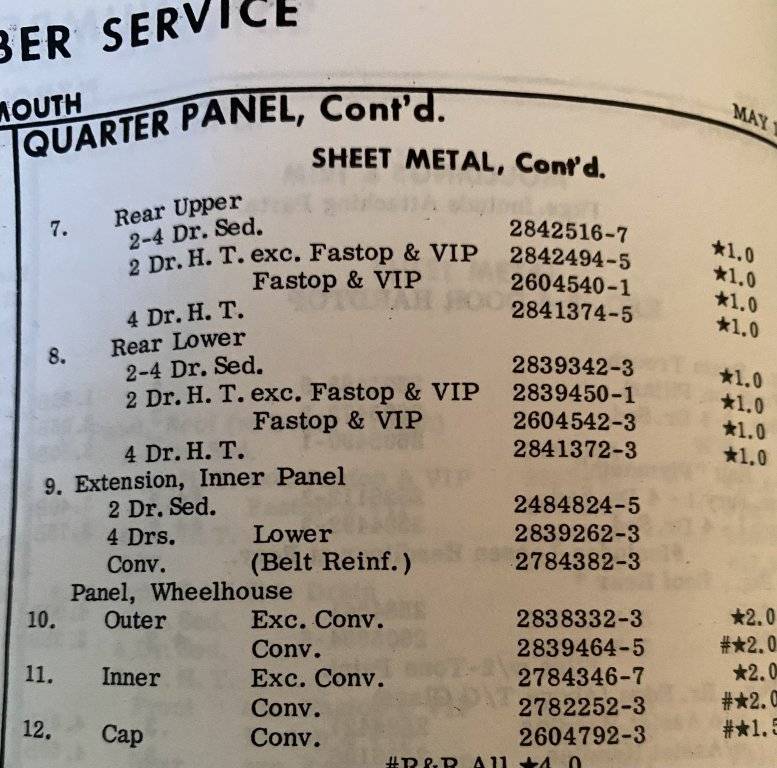 BER SERVICE
MOUTH
MAY
QUARTER PANEL, Cont'd.
SHEET METAL, Cont'd.
7. Rear Upper
2-4 Dr. Sed. 2842516-7 ★1.0
2 Dr. H. T. exc. Fastop & VIP 2842494-5 ★1.0
Fastop & VIP 2604540-1 ★1.0
4 Dr. H. T. 2841374-5 ★1.0
8. Rear Lower
2-4 Dr. Sed. 2839342-3 ★1.0
2 Dr. H. T. exc. Fastop & VIP 2839450-1 ★1.0
Fastop & VIP 2604542-3 ★1.0
4 Dr. H. T. 2841372-3 ★1.0
9. Extension, Inner Panel
2 Dr. Sed. 2484824-5
4 Drs. Lower 2839262-3
Conv. (Belt Reinf.) 2784382-3
Panel, Wheelhouse
10. Outer Exc. Conv. 2838332-3 ★2.0
Conv. 2839464-5 #★2.0
11. Inner Exc. Conv. 2784346-7 ★2.0
Conv. 2782252-3 #★2.0
12. Cap Conv. 2604792-3 #★1.5
#R&R All ★4.0